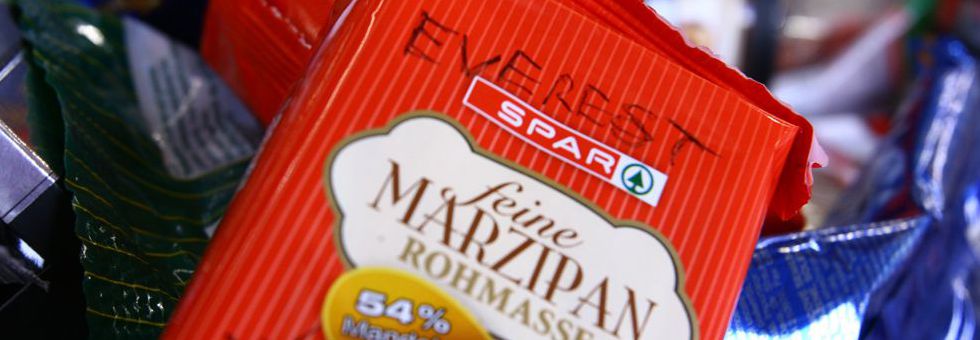 EVEREST
SPAR
feine
MARZIPAN
ROHMASSE
54%